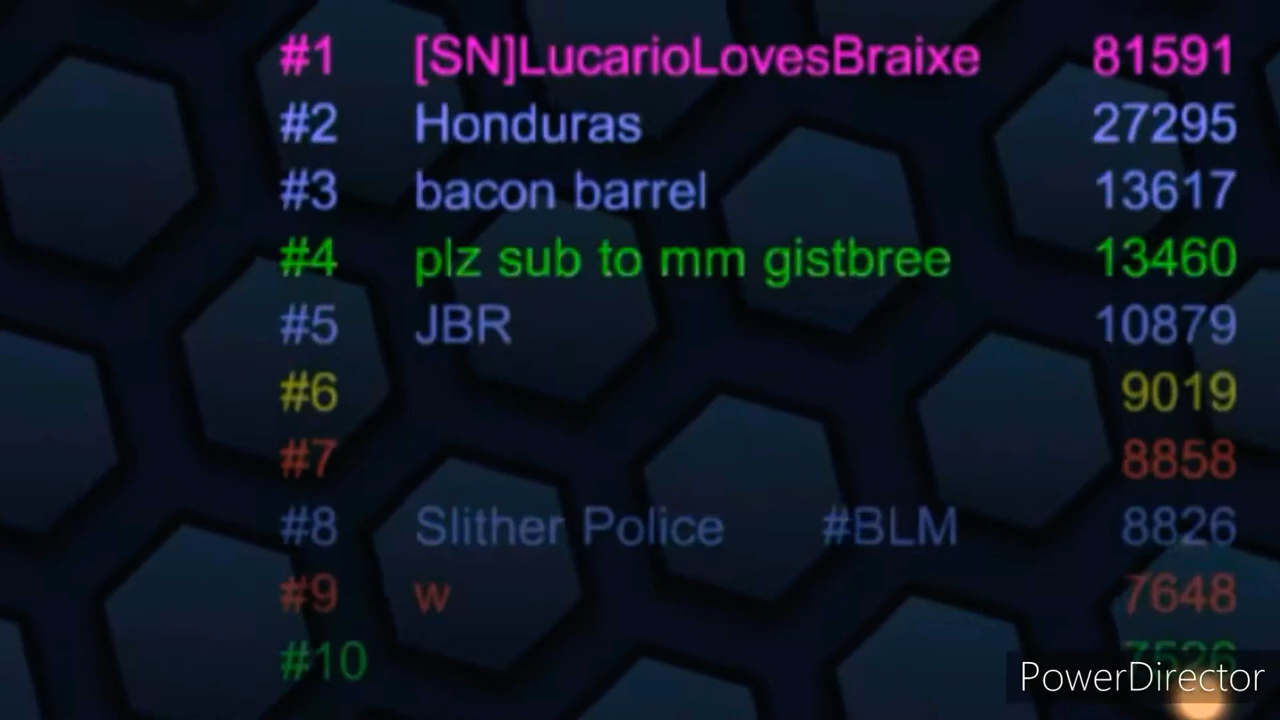 #1 [SN]LucarioLovesBraixe 81591
#2 Honduras 27295
#3 bacon barrel 13617
#4 plz sub to mm gistbree 13460
#5 JBR 10879
#6 9019
#7 8858
#8 Slither Police #BLM 8826
#9 w 7648
#10 7526
PowerDirector